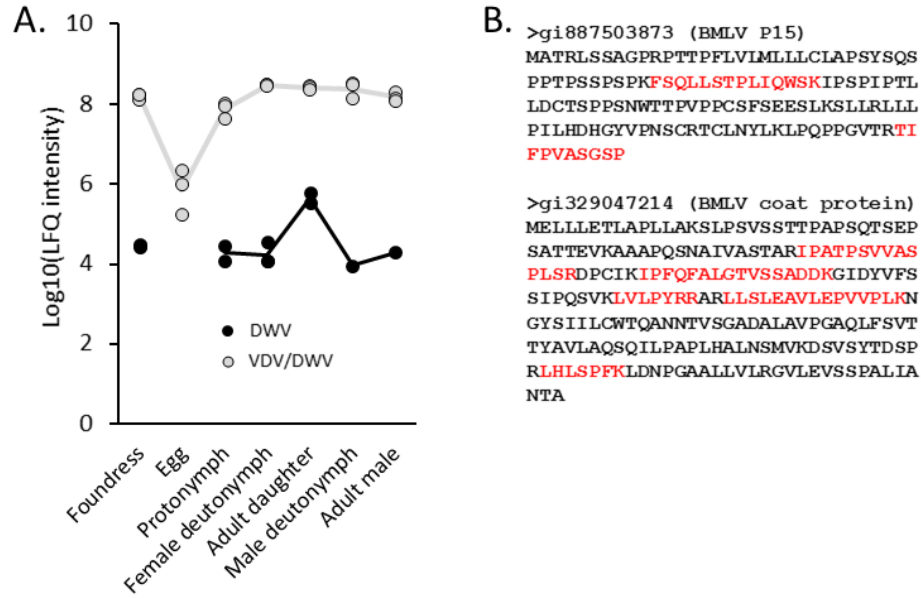 A.
Log10(LFQ intensity)
10
8
6
4
2
0
DWV
VDV/DWV
Foundress
Egg
Protonymph
Female deutonymph
Adult daughter
Male deutonymph
Adult male
B.
>gi887503873 (BMLV P15)
MATRLSSAGPRPTTPFLVLMLLLCLAPSYSQS
PPTPSSPSPKFSQLLSTPLIQWSKIPSPIPTL
LDCTSPPSNWTTPVPPCSFSEESLKSLLRLLL
PILHDHGYVPNSCRTCLNYLKLPQPPGVTRTI
FPVASGSP
>gi329047214 (BMLV coat protein)
MELLLETLAPLLAKSLPSVSSTTPAPSQTSEP
SATTEVKAAAPQSNAIVASTARIPATPSVVAS
PLSRDPCIKIPFQFALGTVSSADDKGIDYVFS
SIPQSVKLVLPYRRARLLSLEAVLEPVVPLKN
GYSIILCWTQANNTVSGADALAVPGAQLFSVT
TYAVLAQSQILPAPLHALNSMVKDSVSYTDSP
RLHLSPFKLDNPGAALLVLRGVLEVSSPALIA
NTA